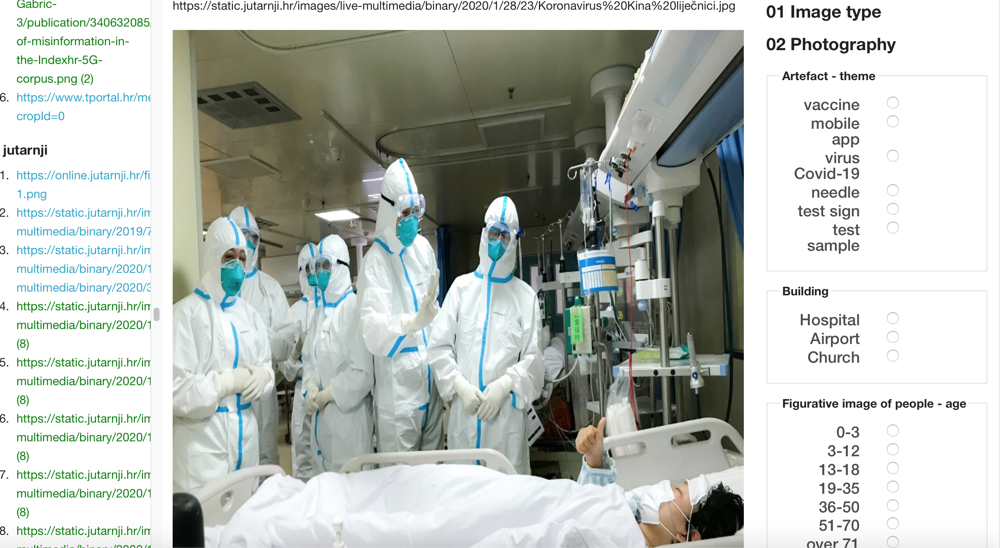 Gabric-
3/publication/340632085
of-misinformation-in-
the-Indexhr-5G-
corpus.png (2)
6. https://www.tportal.hr/me
cropId=0
jutarnji
1. https://online.jutarnji.hr/fi
1.png
2. https://static.jutarnji.hr/im
multimedia/binary/2019/7
3. https://static.jutarnji.hr/im
multimedia/binary/2020/1
multimedia/binary/2020/3
4. https://static.jutarnji.hr/im
multimedia/binary/2020/1
(8)
5. https://static.jutarnji.hr/im
multimedia/binary/2020/1
(8)
6. https://static.jutarnji.hr/im
multimedia/binary/2020/1
(8)
7. https://static.jutarnji.hr/im
multimedia/binary/2020/1
(8)
8. https://static.jutarnji.hr/im
https://static.jutarnji.hr/images/live-multimedia/binary/2020/1/28/23/Koronavirus%20Kina%20liječnici.jpg
26
运行
01 Image type
02 Photography
Artefact - theme
vaccine
mobile
app
virus
Covid-19
needle
test sign
test
sample
Building
Hospital
Airport
Church
Figurative image of people - age
0-3
3-12
13-18
19-35
36-50
51-70
over 71